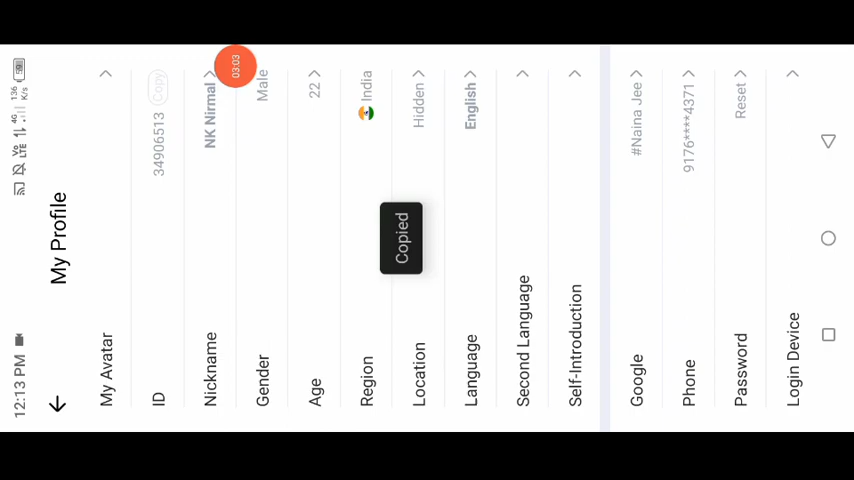 12:13 PM
Vo LTE 4G 136 K/s 59
My Profile
My Avatar
ID 34906513 Copy
Nickname NK Nirmal
03:03
Gender Male
Age 22
Region India
Copied
Location Hidden
Language English
Second Language
Self-Introduction
Google #Naina Jee
Phone 9176****4371
Password Reset
Login Device